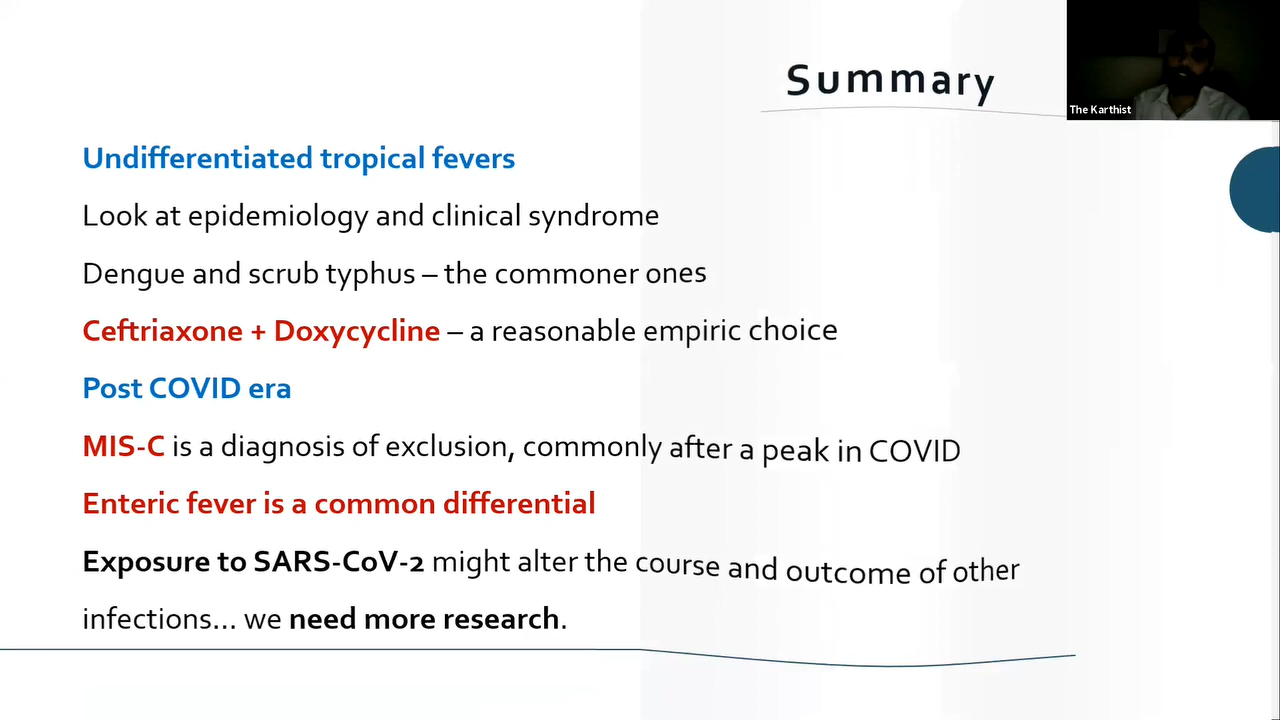 Summary
The Karthist
Undifferentiated tropical fevers
Look at epidemiology and clinical syndrome
Dengue and scrub typhus – the commoner ones
Ceftriaxone + Doxycycline – a reasonable empiric choice
Post COVID era
MIS-C is a diagnosis of exclusion, commonly after a peak in COVID
Enteric fever is a common differential
Exposure to SARS-CoV-2 might alter the course and outcome of other
infections... we need more research.